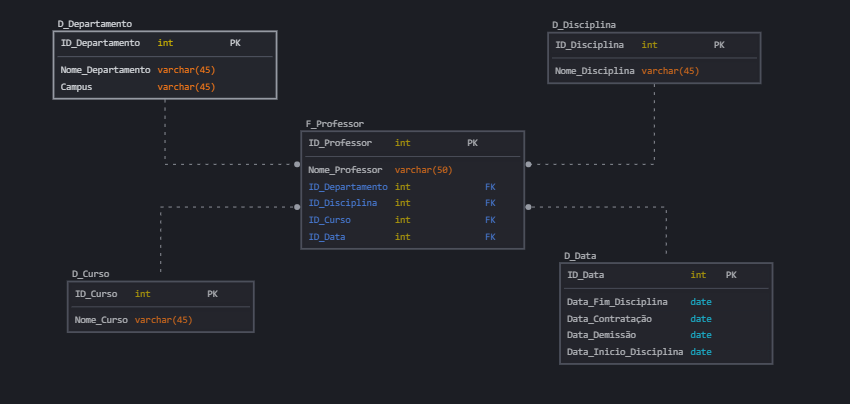 D_Departamento
ID_Departamento int PK
Nome_Departamento varchar(45)
Campus varchar(45)
D_Disciplina
ID_Disciplina int PK
Nome_Disciplina varchar(45)
F_Professor
ID_Professor int PK
Nome_Professor varchar(50)
ID_Departamento int FK
ID_Disciplina int FK
ID_Curso int FK
ID_Data int FK
D_Curso
ID_Curso int PK
Nome_Curso varchar(45)
D_Data
ID_Data int PK
Data_Fim_Disciplina date
Data_Contratação date
Data_Demissão date
Data_Inicio_Disciplina date